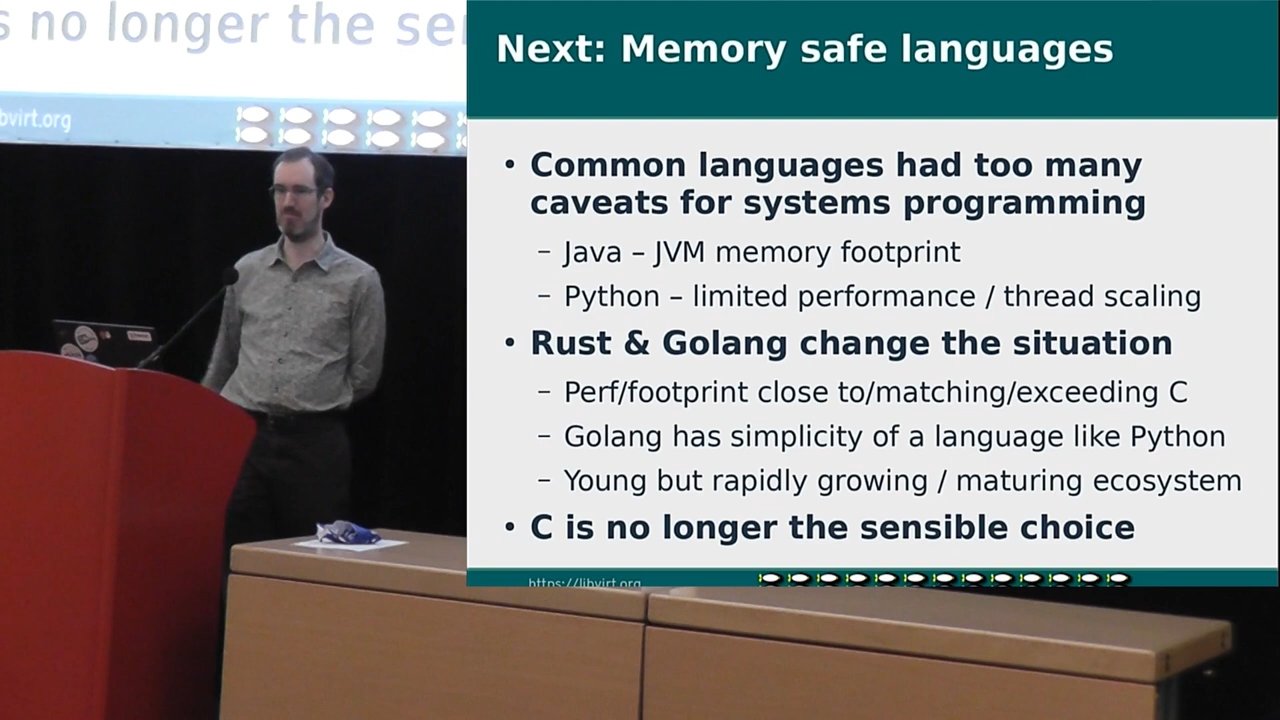 s no longer the se
bvirt.org
Next: Memory safe languages
• Common languages had too many
caveats for systems programming
– Java – JVM memory footprint
– Python – limited performance / thread scaling
• Rust & Golang change the situation
– Perf/footprint close to/matching/exceeding C
– Golang has simplicity of a language like Python
– Young but rapidly growing / maturing ecosystem
• C is no longer the sensible choice
https://libvirt.org